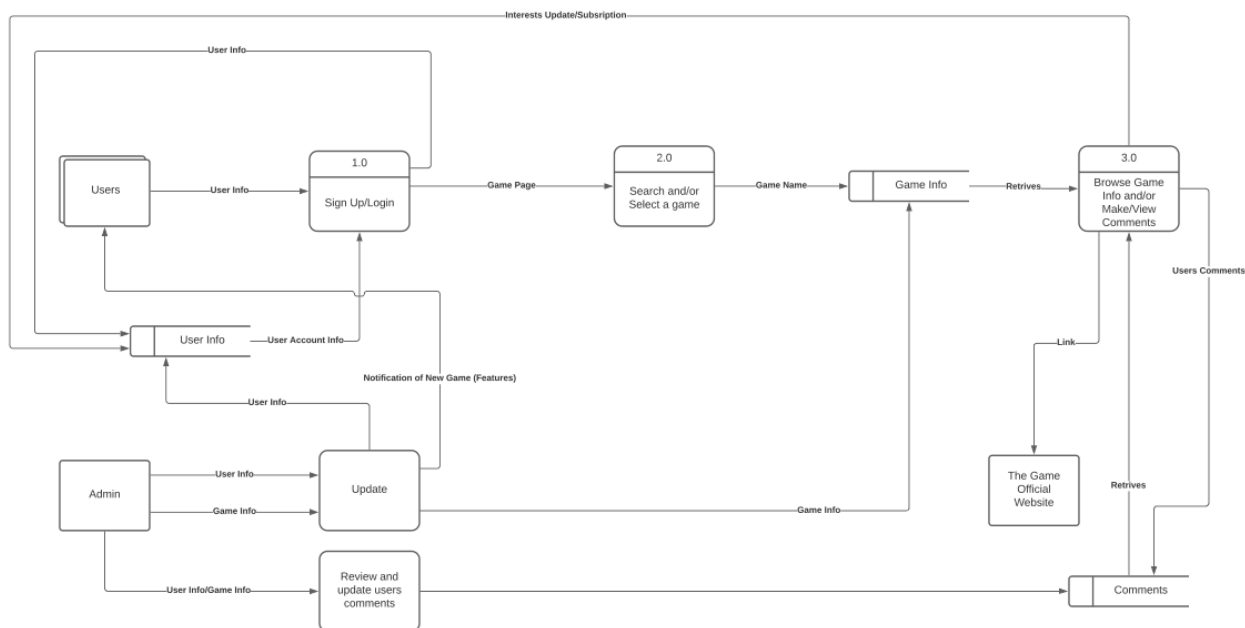 Interests Update/Subsription
User Info
1.0
2.0
3.0
Users
User Info
Sign Up/Login
Game Page
Search and/or
Select a game
Game Name
Game Info
Retrives
Browse Game
Info and/or
Make/View
Comments
Users Comments
User Info
User Account Info
Link
Notification of New Game (Features)
User Info
Admin
User Info
Game Info
Update
Game Info
The Game
Official
Website
Retrives
User Info/Game Info
Review and
update users
comments
Comments